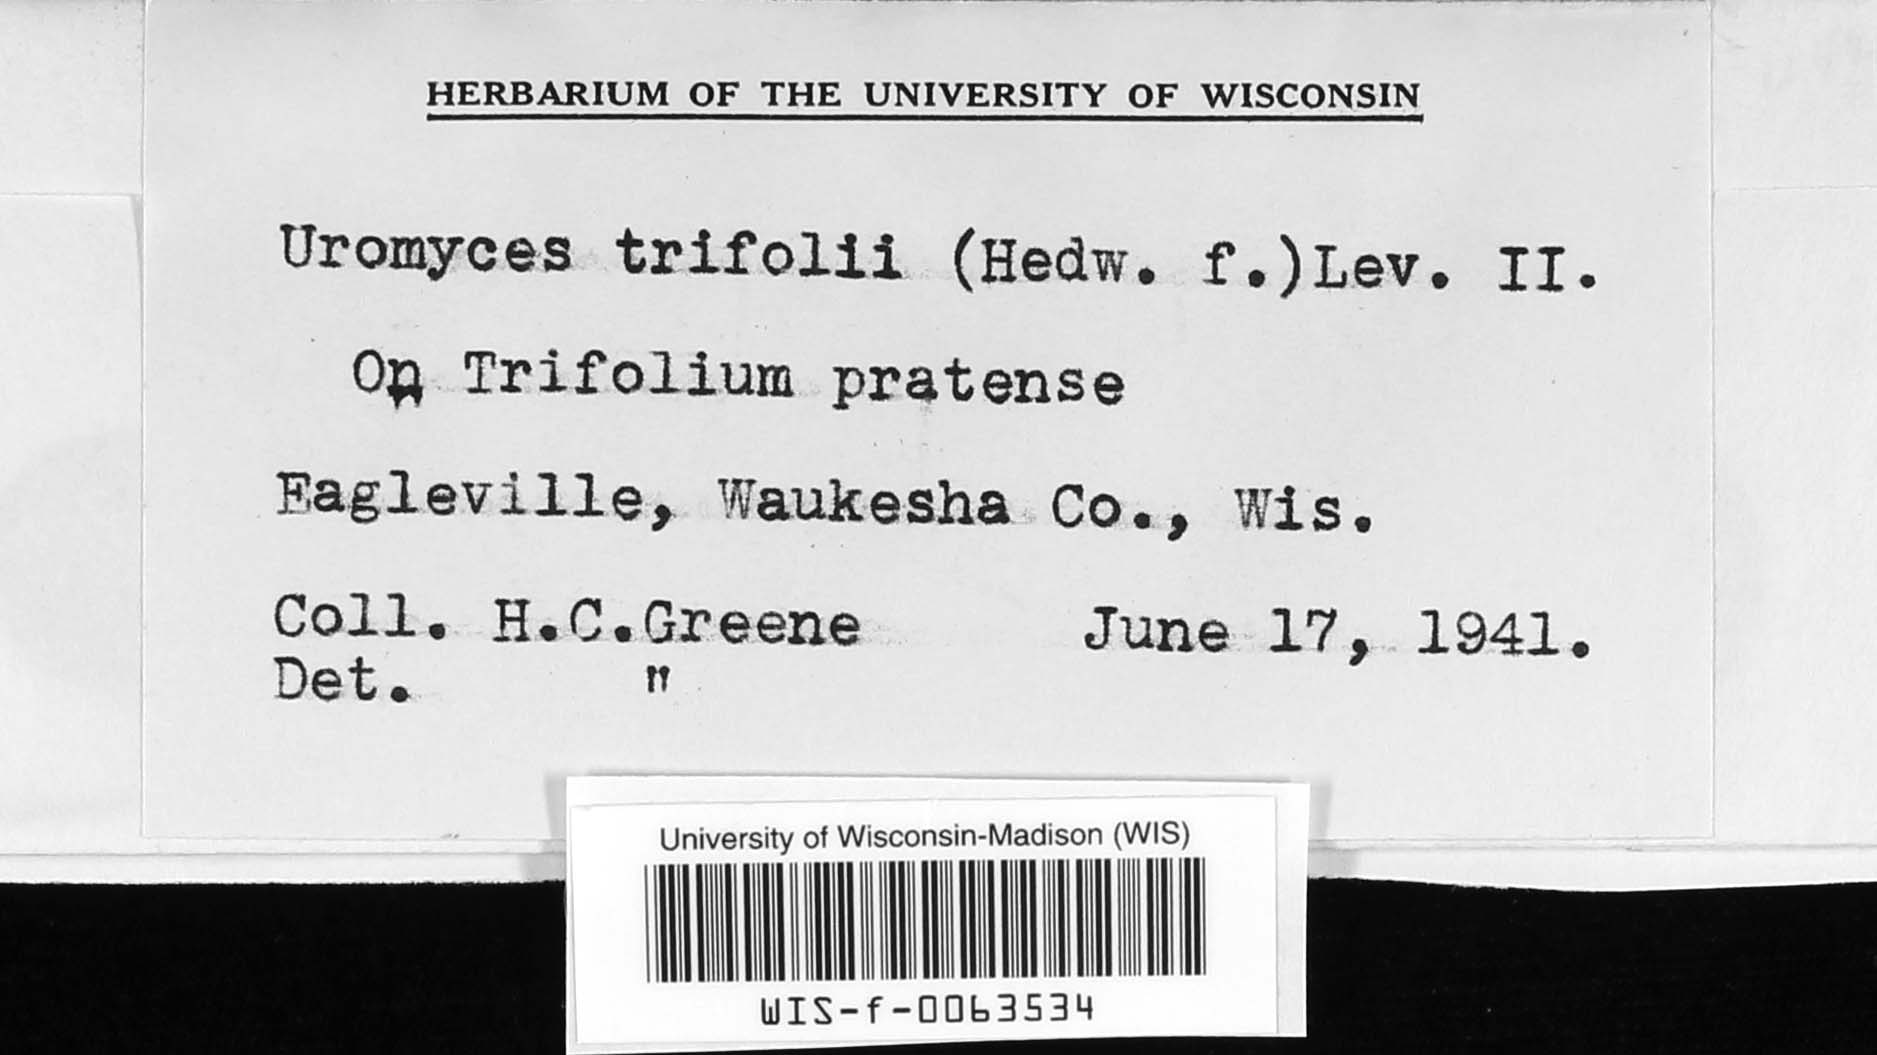 HERBARIUM OF THE UNIVERSITY OF WISCONSIN
Uromyces trifolii (Hedw. f.)Lev. II.
On Trifolium pratense
Eagleville, Waukesha Co., Wis.
Coll. H.C.Greene June 17, 1941.
Det. "
University of Wisconsin-Madison (WIS)
WIS-f-0063534